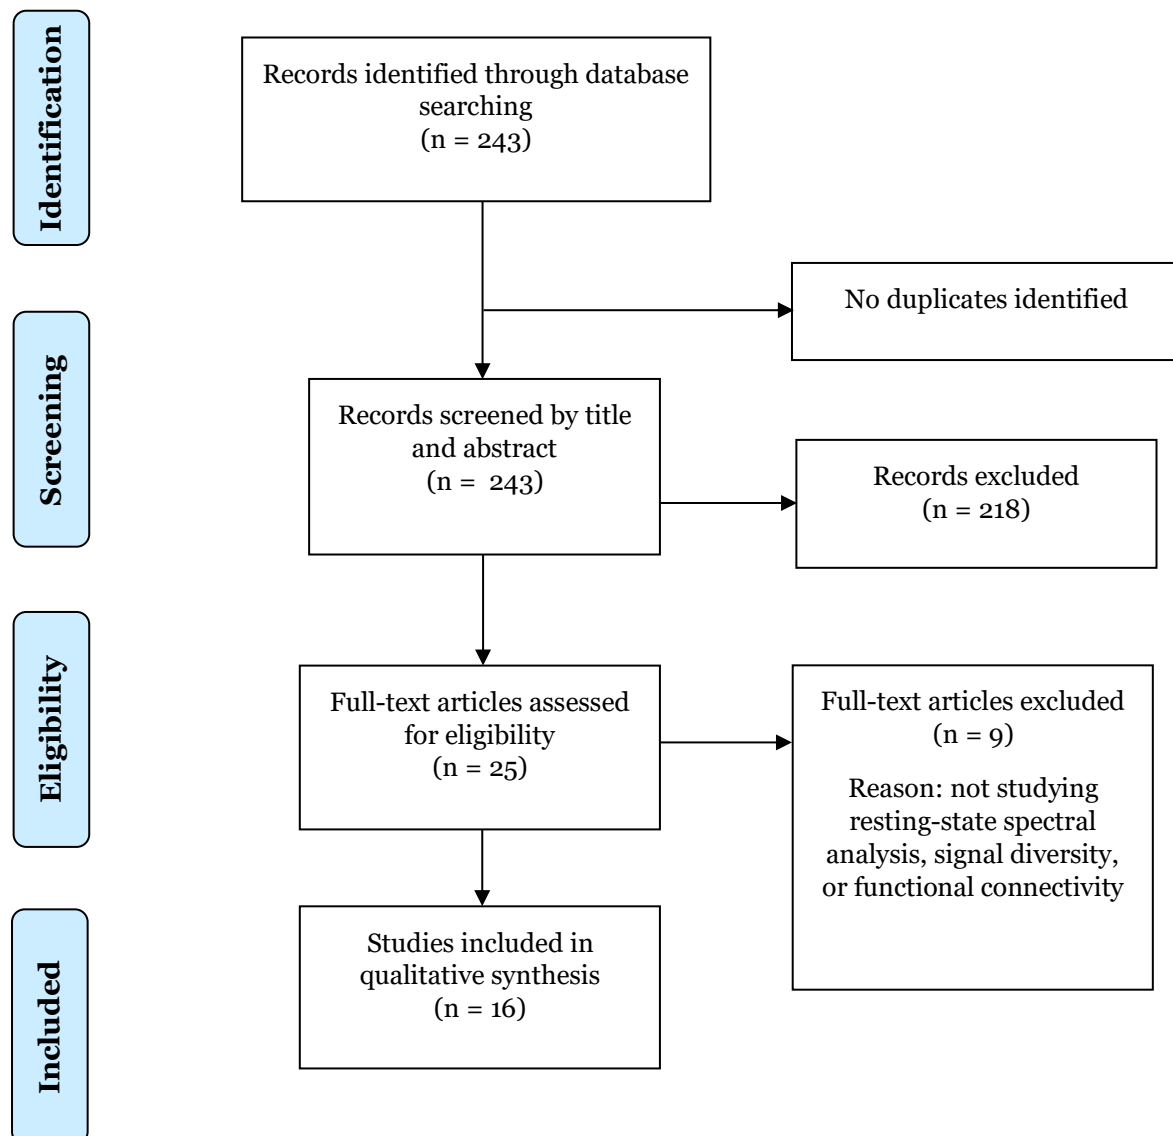 Identification
Records identified through database
searching
(n = 243)
No duplicates identified
Screening
Records screened by title
and abstract
(n =  243)
Records excluded
(n = 218)
Eligibility
Full-text articles assessed
for eligibility
(n = 25)
Full-text articles excluded
(n = 9)
Reason: not studying
resting-state spectral
analysis, signal diversity,
or functional connectivity
Included
Studies included in
qualitative synthesis
(n = 16)